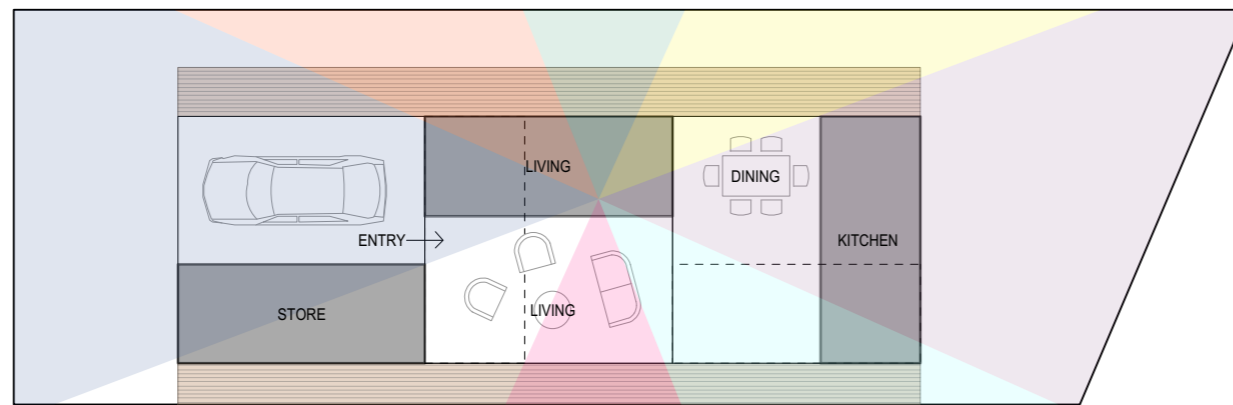 LIVING
DINING
ENTRY
KITCHEN
STORE
LIVING